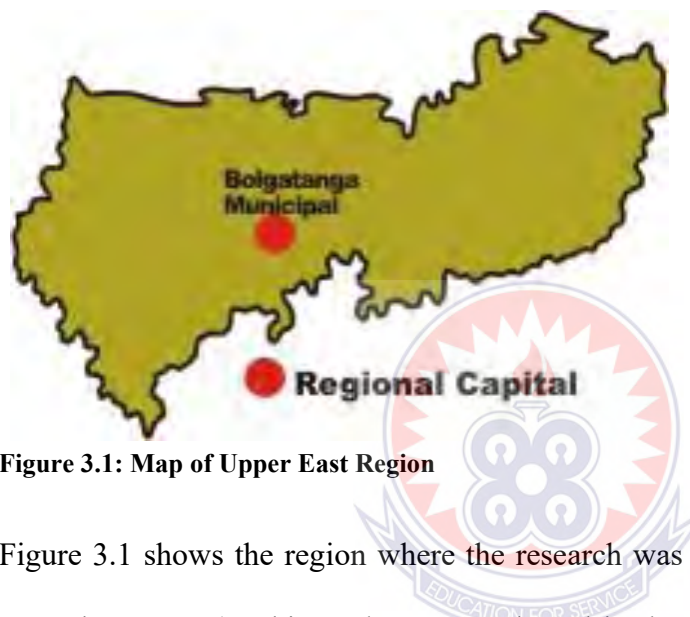 Bolgatanga
Municipal
Regional Capital
Figure 3.1: Map of Upper East Region
Figure 3.1 shows the region where the research was
EDUCATION FOR SERVICE